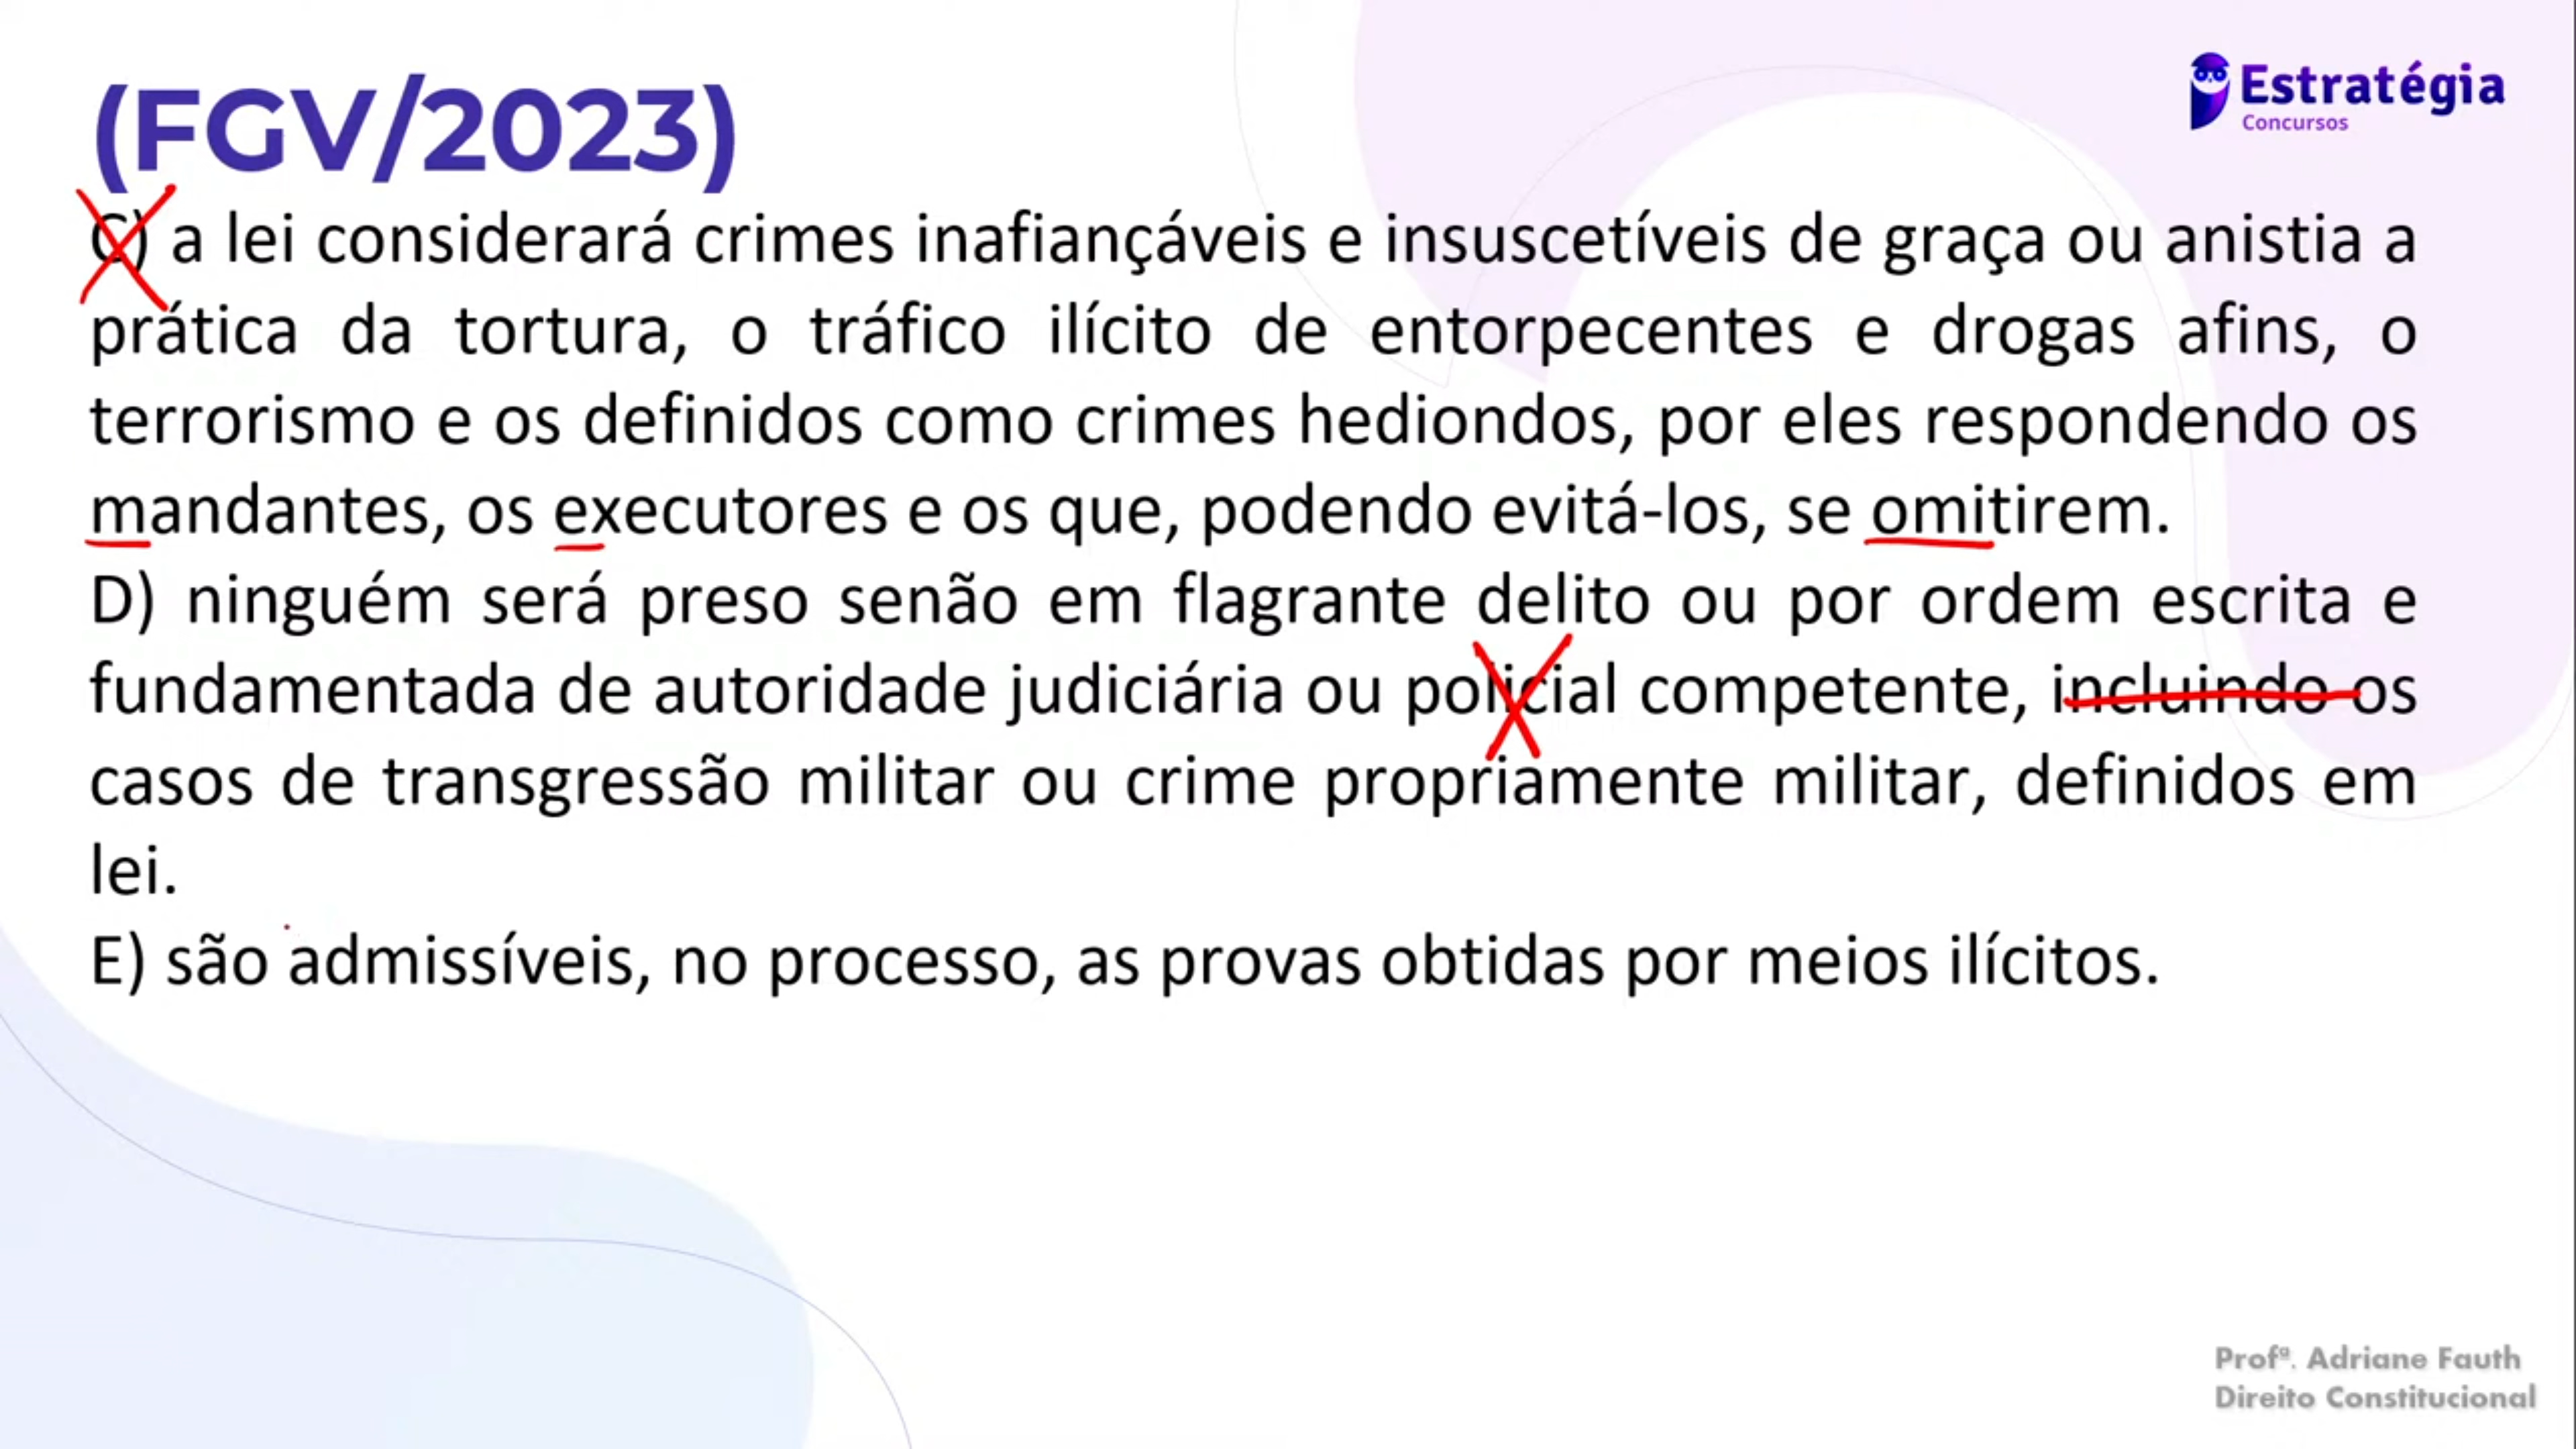 (FGV/2023)
Estratégia
Concursos
C) a lei considerará crimes inafiançáveis e insuscetíveis de graça ou anistia a
prática da tortura, o tráfico ilícito de entorpecentes e drogas afins, o
terrorismo e os definidos como crimes hediondos, por eles respondendo os
mandantes, os executores e os que, podendo evitá-los, se omitirem.
D) ninguém será preso senão em flagrante delito ou por ordem escrita e
fundamentada de autoridade judiciária ou policial competente, incluindo os
casos de transgressão militar ou crime propriamente militar, definidos em
lei.
E) são admissíveis, no processo, as provas obtidas por meios ilícitos.
Profª. Adriane Fauth
Direito Constitucional